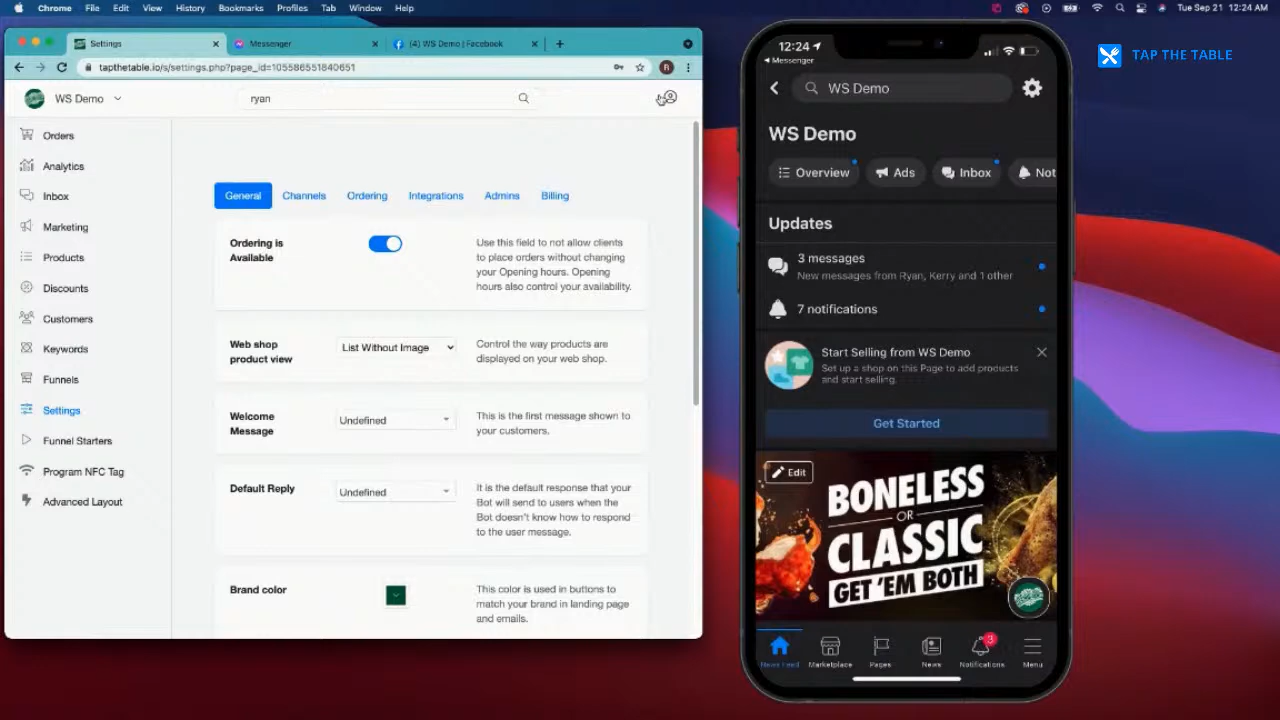 Chrome File Edit View History Bookmarks Profiles Tab Window Help
Tue Sep 21 12:24 AM
Settings
Messenger
(4) WS Demo | Facebook
tapthetable.io/s/settings.php?page_id=105586551840651
R
WS Demo
ryan
Orders
Analytics
Inbox
Marketing
Products
Discounts
Customers
Keywords
Funnels
Settings
Funnel Starters
Program NFC Tag
Advanced Layout
General Channels Ordering Integrations Admins Billing
Ordering is
Available
Use this field to not allow clients
to place orders without changing
your Opening hours. Opening
hours also control your availability.
Web shop
product view
List Without Image
Control the way products are
displayed on your web shop.
Welcome
Message
Undefined
This is the first message shown to
your customers.
Default Reply
Undefined
It is the default response that your
Bot will send to users when the
Bot doesn't know how to respond
to the user message.
Brand color
This color is used in buttons to
match your brand in landing page
and emails.
12:24
Messenger
WS Demo
WS Demo
Overview
Ads
Inbox
Not
Updates
3 messages
New messages from Ryan, Kerry and 1 other
7 notifications
Start Selling from WS Demo
Set up a shop on this Page to add products
and start selling.
Get Started
Edit
BONELESS
OR
CLASSIC
GET 'EM BOTH
3
News Feed
Marketplace
Pages
News
Notifications
Menu
TAP THE TABLE